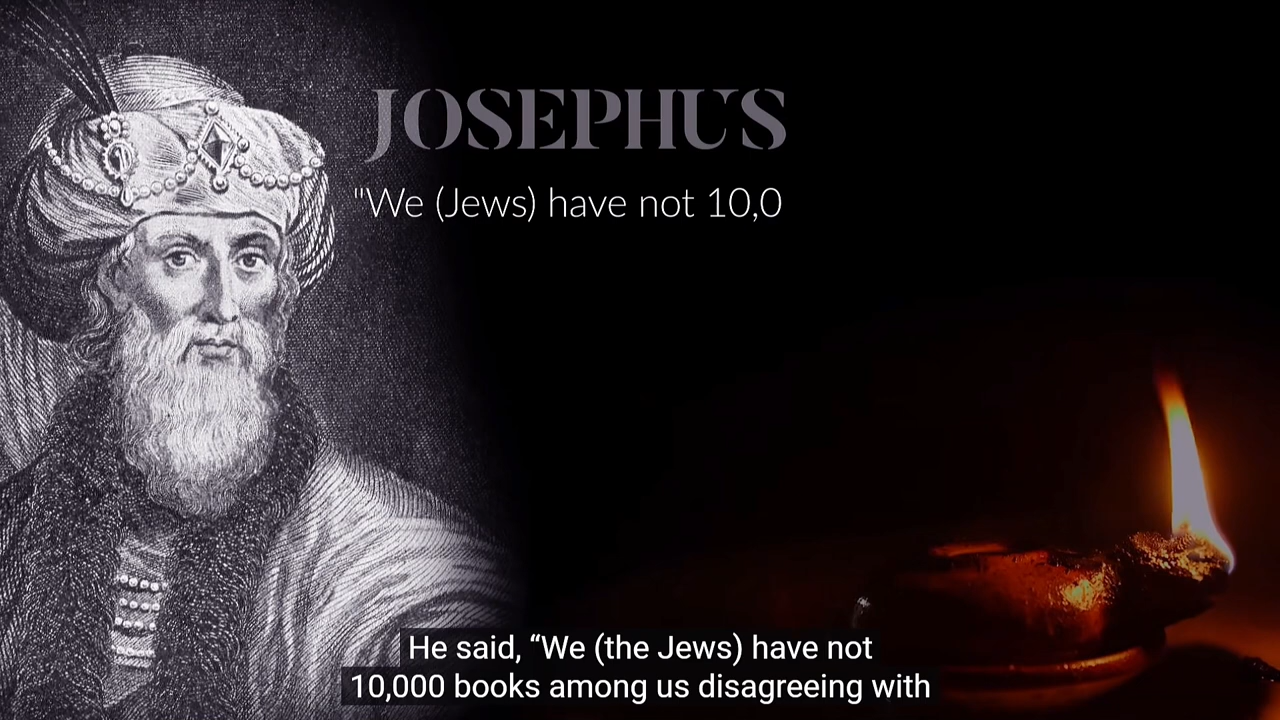 JOSEPHUS
"We (Jews) have not 10,0
He said, “We (the Jews) have not
10,000 books among us disagreeing with